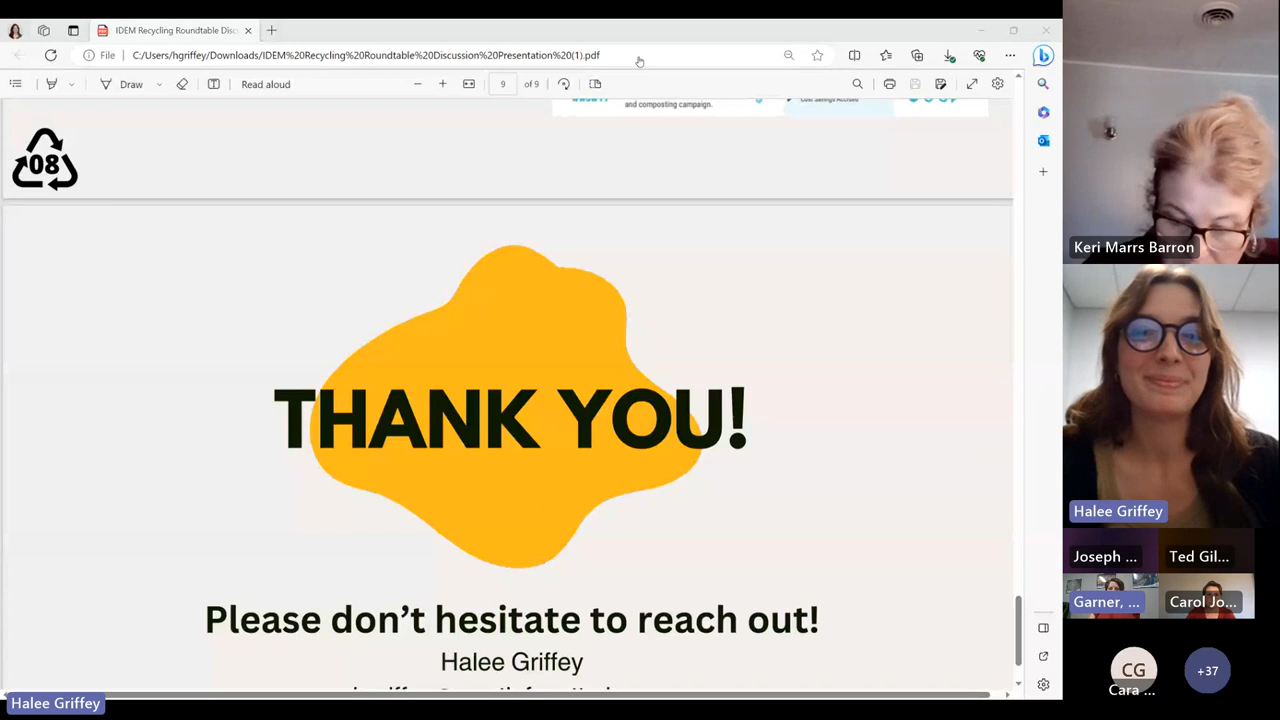 IDEM Recycling Roundtable Disc
File
C:/Users/hgriffey/Downloads/IDEM%20Recycling%20Roundtable%20Discussion%20Presentation%20(1).pdf
Draw
Read aloud
9
of 9
and composting campaign.
08
THANK YOU!
Please don’t hesitate to reach out!
Halee Griffey
Halee Griffey
Keri Marrs Barron
Halee Griffey
Joseph ...
Ted Gil...
Garner, ...
Carol Jo...
CG
Cara ...
+37